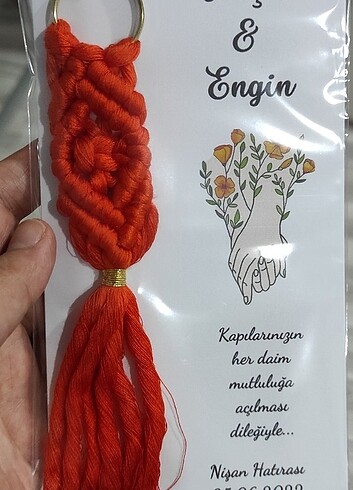 &
Engin
Kapılarınızın
her daim
mutluluğa
açılması
dileğiyle...
Nişan Hatırası